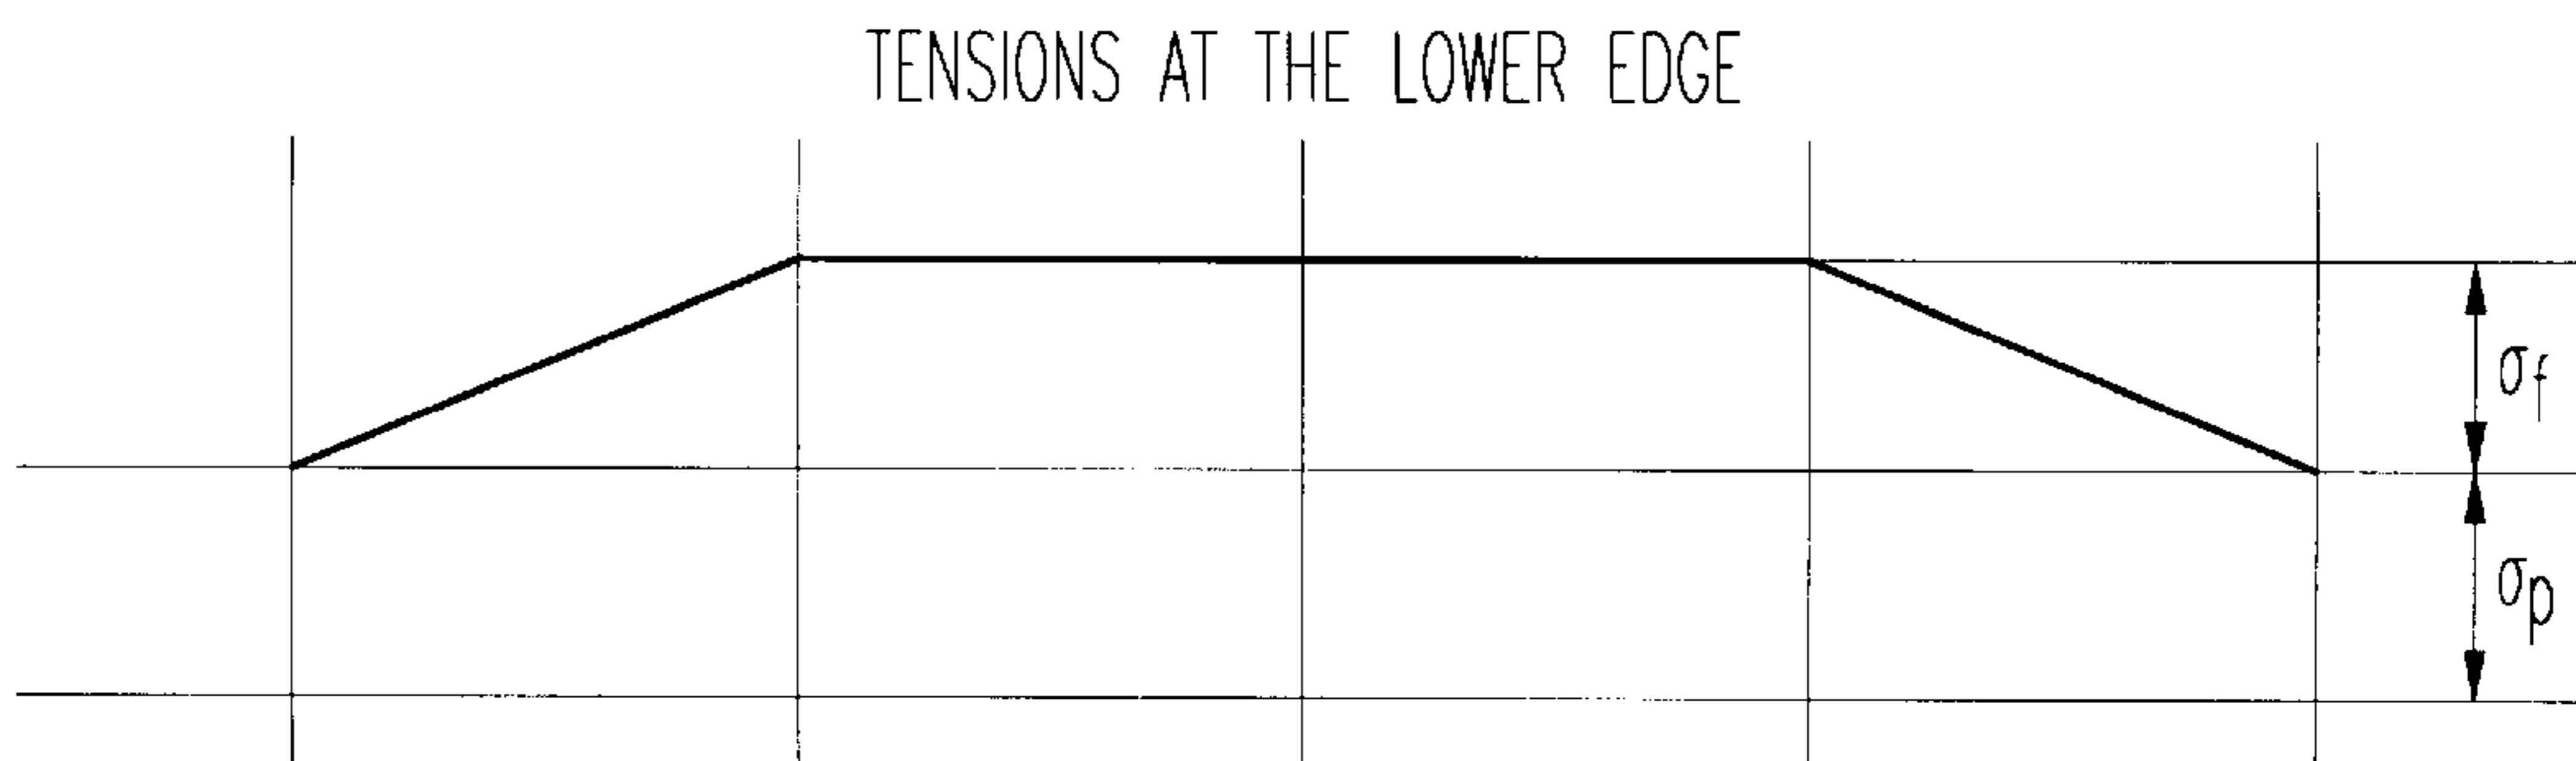 TENSIONS AT THE LOWER EDGE
σf
σp